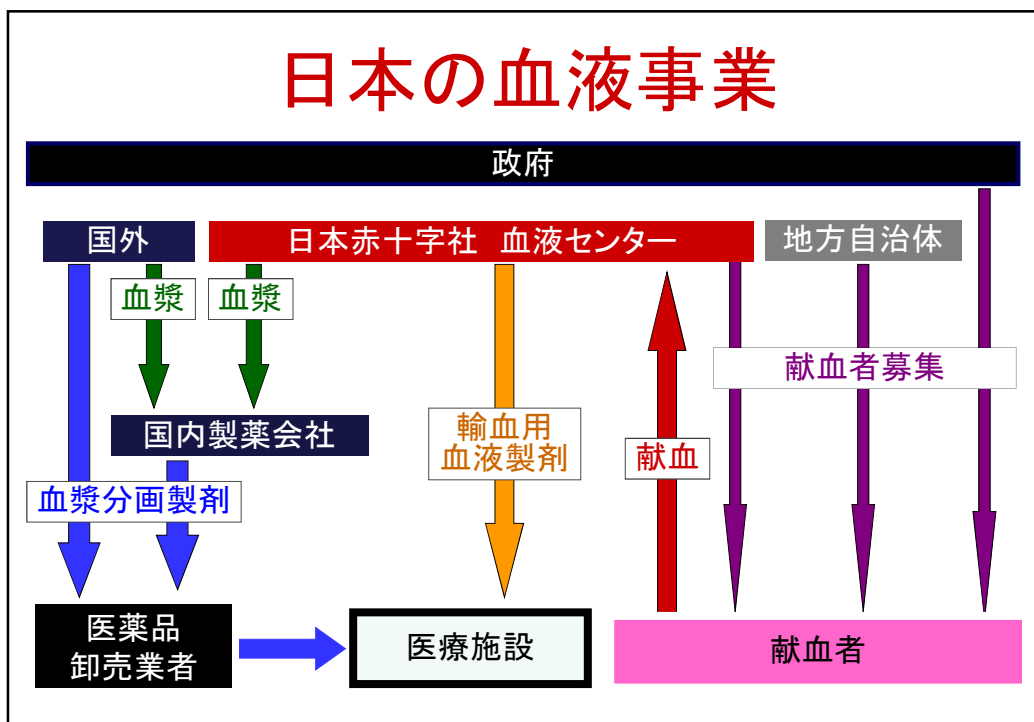 日本の血液事業
政府
国外
日本赤十字社 血液センター
地方自治体
血漿
血漿
献血者募集
国内製薬会社
輸血用
血液製剤
献血
血漿分画製剤
医薬品
卸売業者
医療施設
献血者